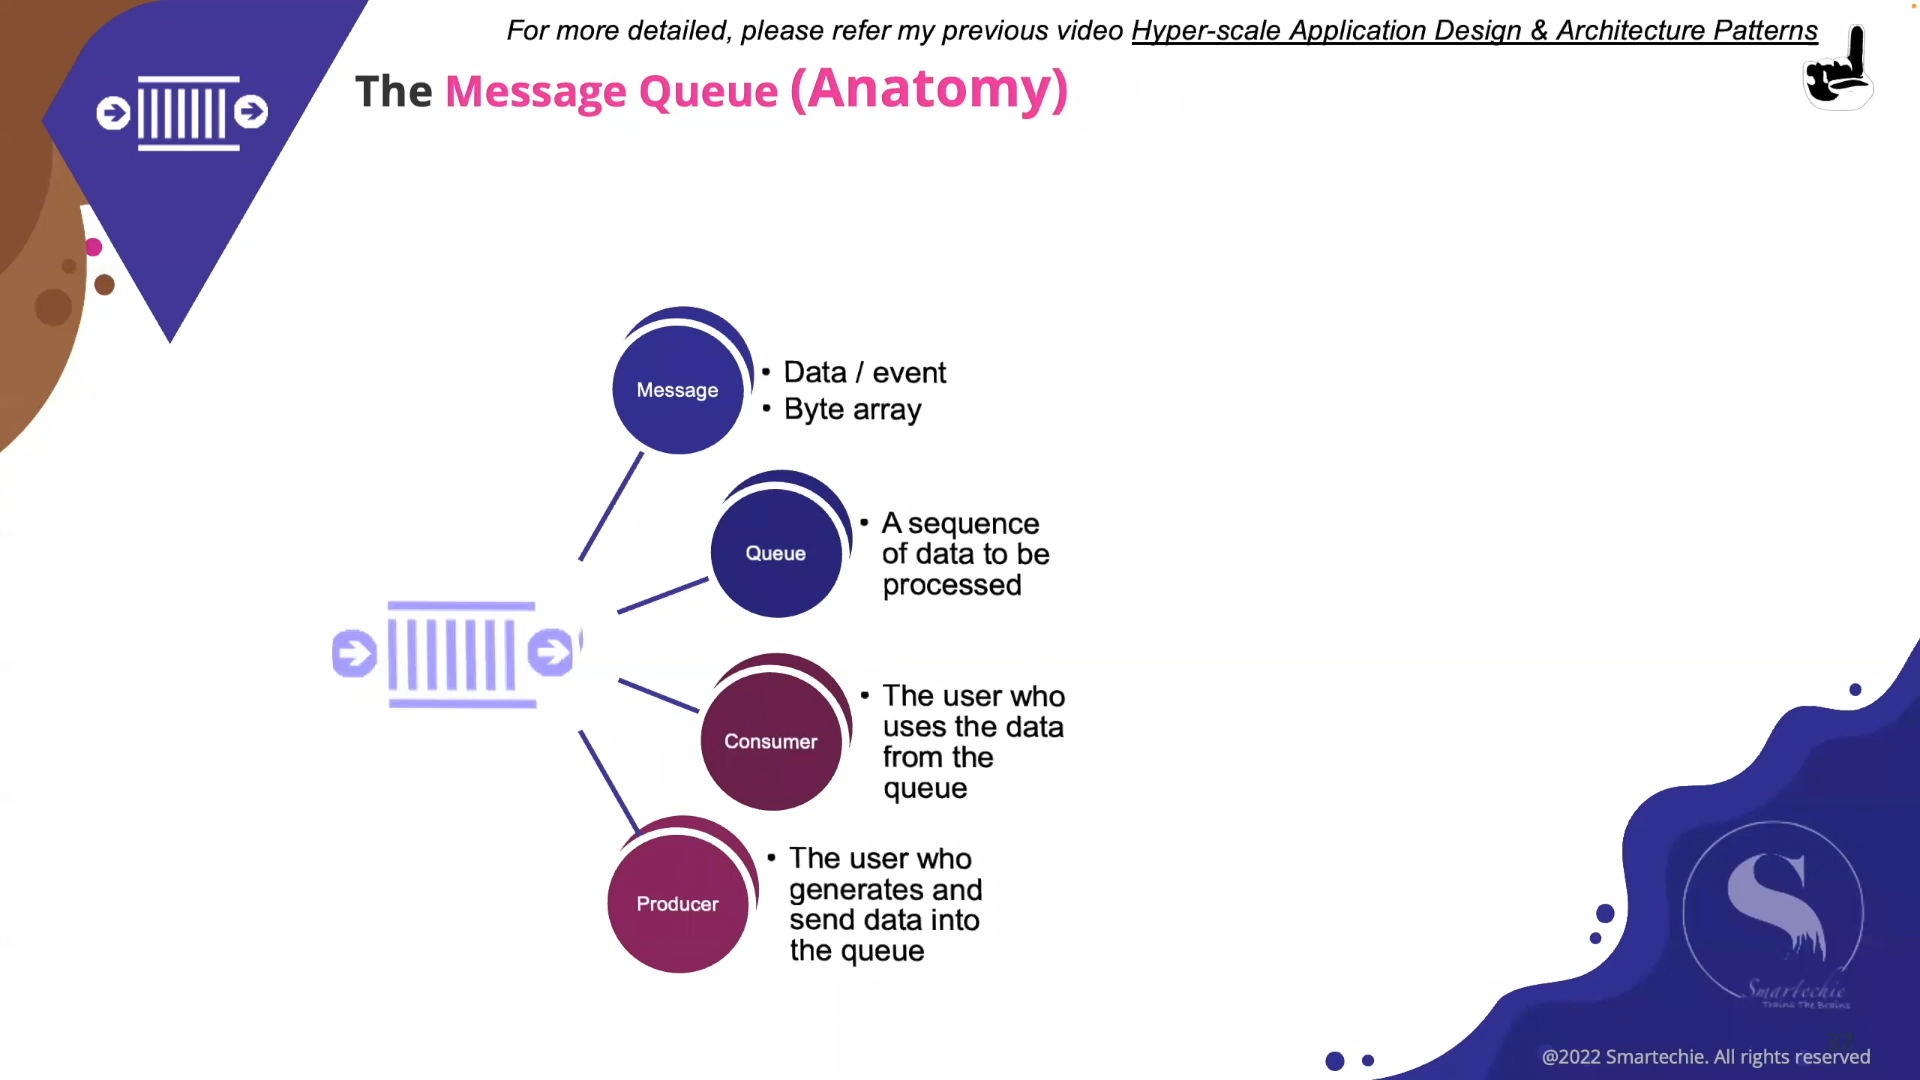 For more detailed, please refer my previous video Hyper-scale Application Design & Architecture Patterns
The Message Queue (Anatomy)
Message
• Data / event
• Byte array
Queue
• A sequence
of data to be
processed
Consumer
• The user who
uses the data
from the
queue
Producer
• The user who
generates and
send data into
the queue
Smartechie
Trains The Brains
@2022 Smartechie. All rights reserved